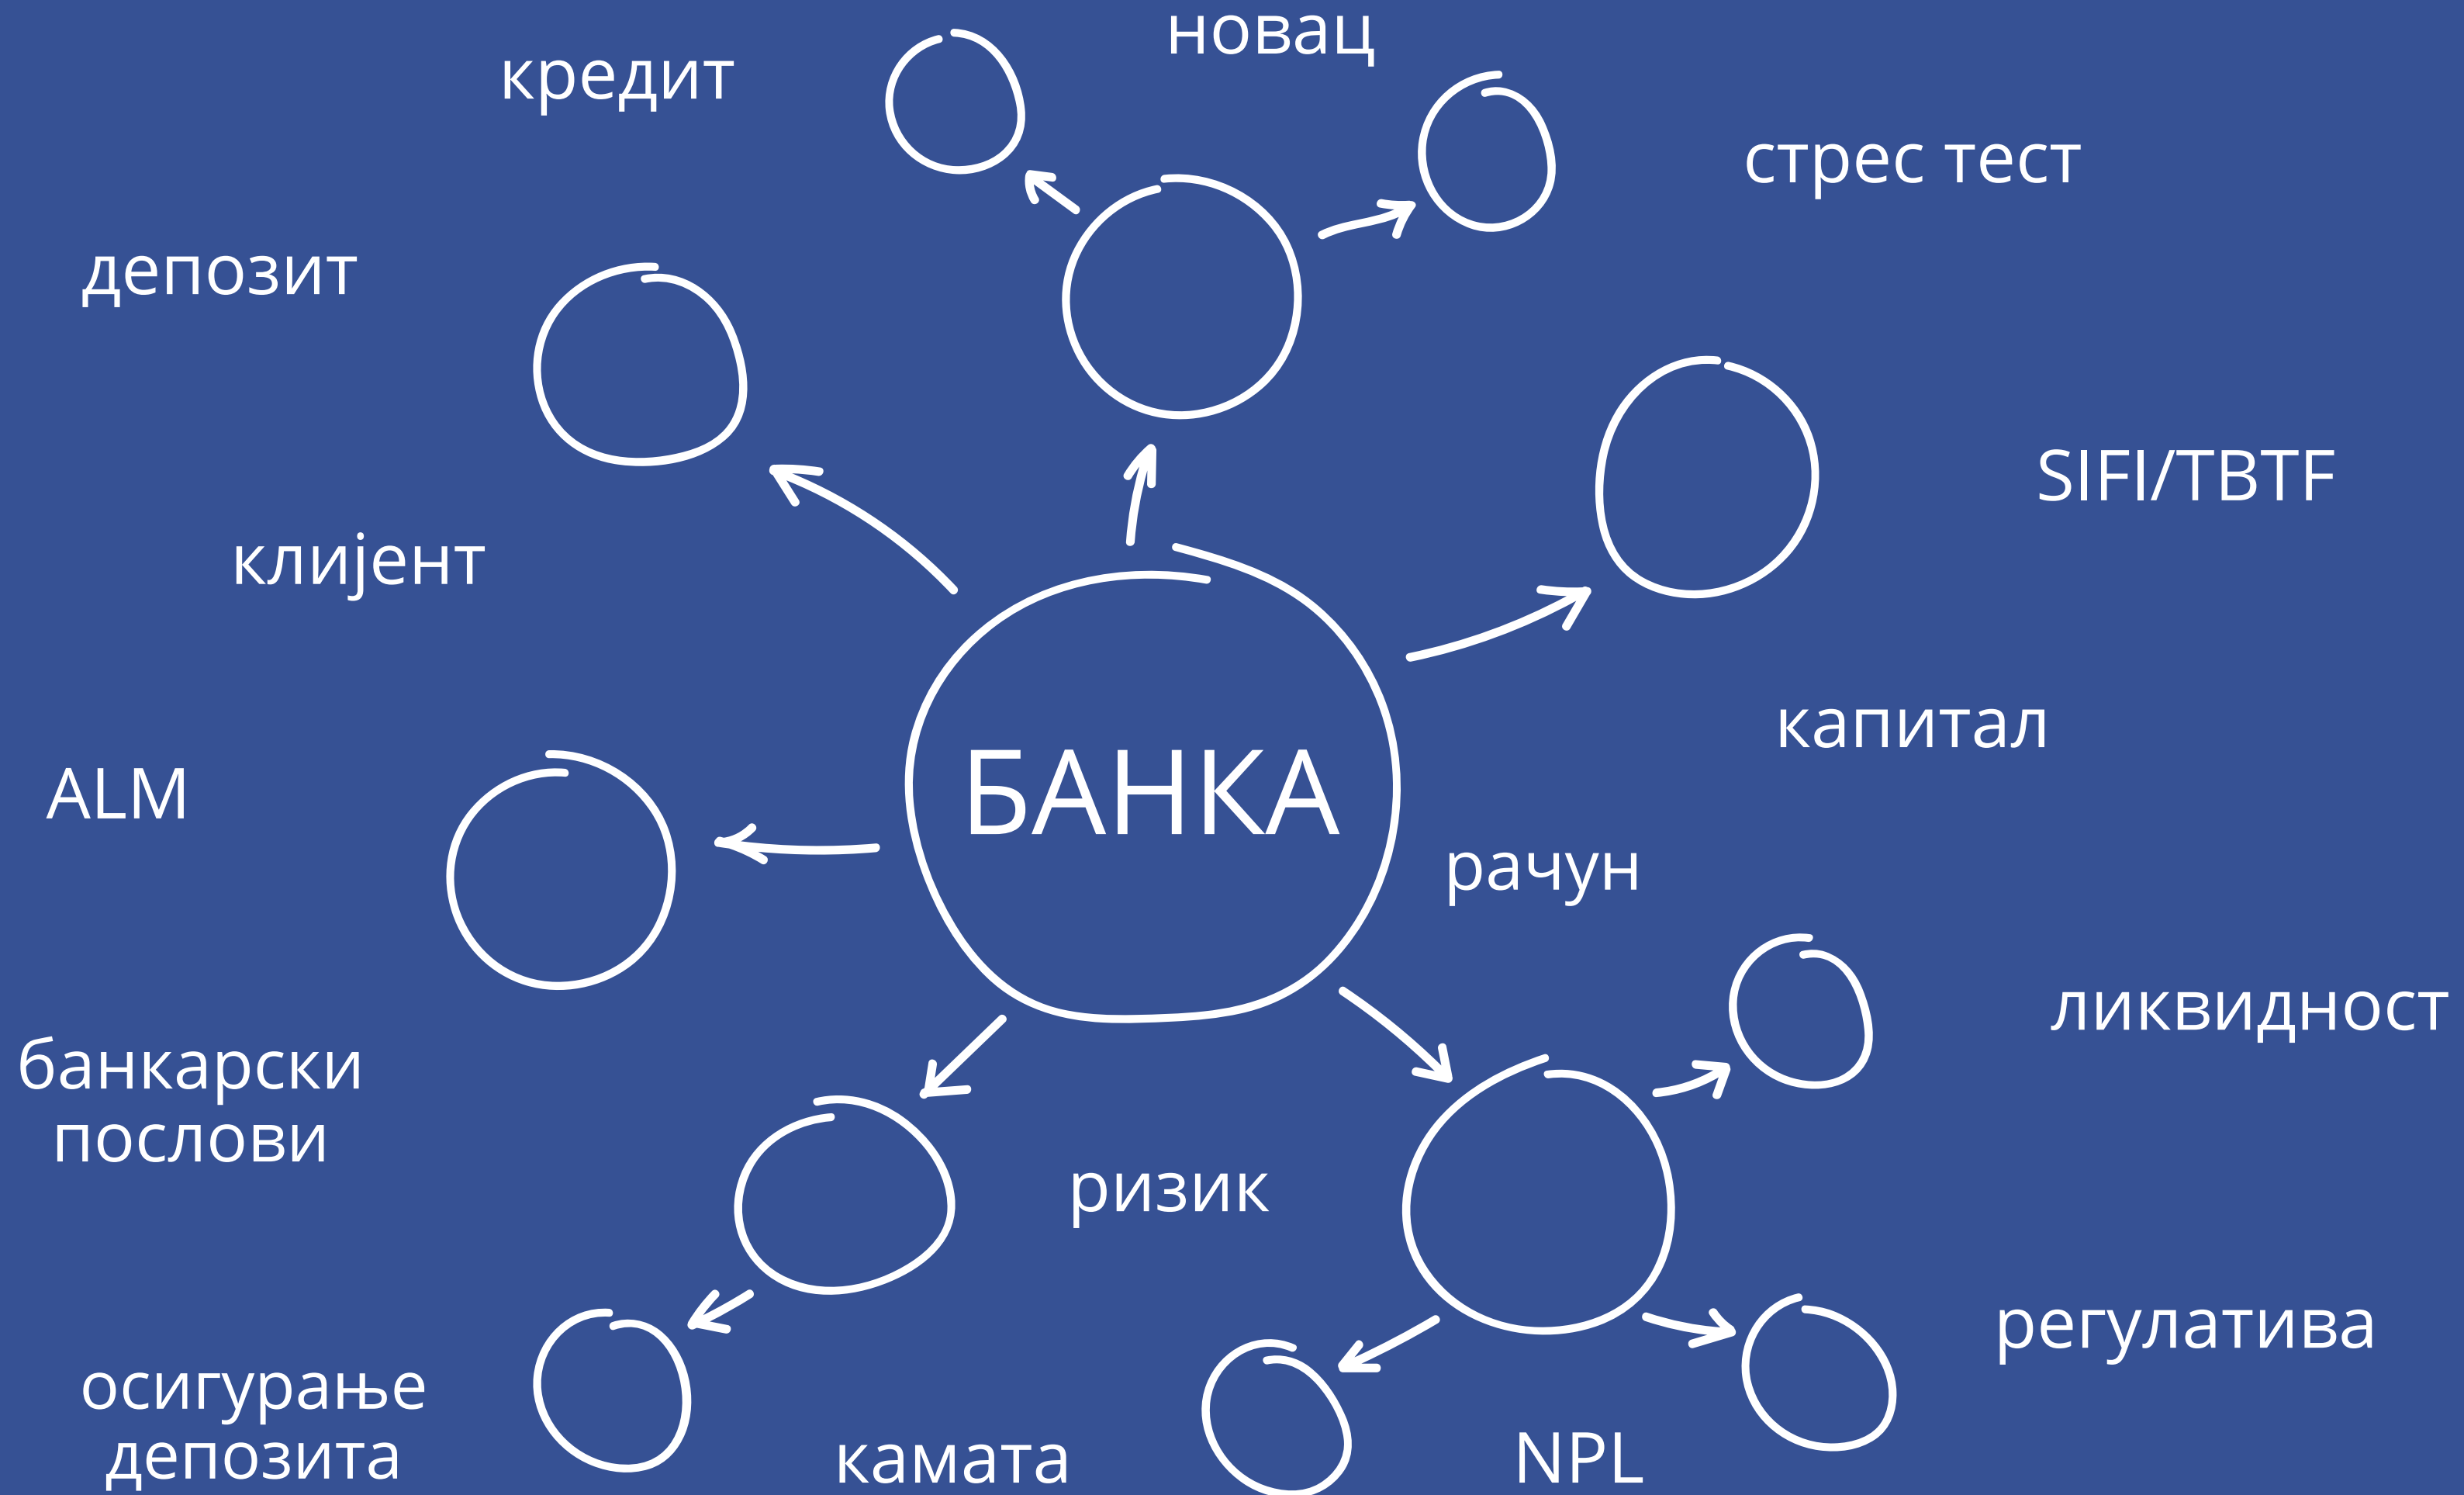 новац
кредит
стрес тест
депозит
SIFI/TBTF
клијент
капитал
БАНКА
ALM
рачун
ликвидност
банкарски
послови
ризик
регулатива
осигурање
депозита
камата
NPL